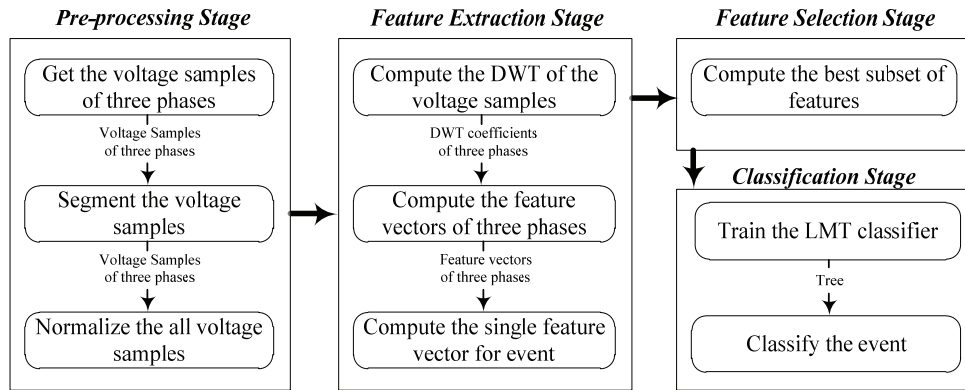 Pre-processing Stage
Get the voltage samples
of three phases
Voltage Samples
of three phases
Segment the voltage
samples
Voltage Samples
of three phases
Normalize the all voltage
samples
Feature Extraction Stage
Compute the DWT of the
voltage samples
DWT coefficients
of three phases
Compute the feature
vectors of three phases
Feature vectors
of three phases
Compute the single feature
vector for event
Feature Selection Stage
Compute the best subset of
features
Classification Stage
Train the LMT classifier
Tree
Classify the event